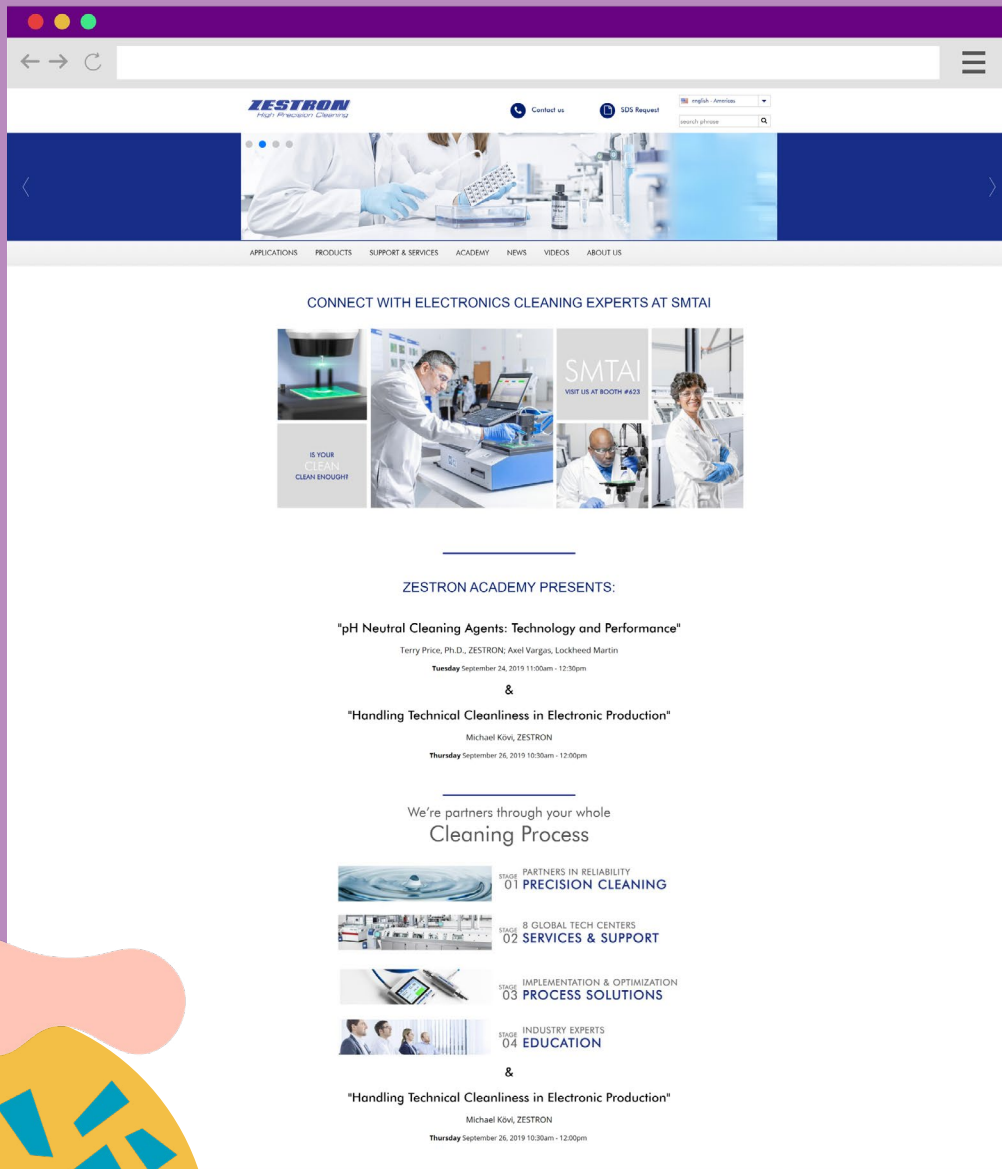 ZESTRON
High Precision Cleaning
Contact us
SDS Request
english - Americas
search phrase
APPLICATIONS PRODUCTS SUPPORT & SERVICES ACADEMY NEWS VIDEOS ABOUT US
CONNECT WITH ELECTRONICS CLEANING EXPERTS AT SMTAI
SMTAI
VISIT US AT BOOTH #623
IS YOUR
CLEAN
CLEAN ENOUGH?
ZESTRON ACADEMY PRESENTS:
"pH Neutral Cleaning Agents: Technology and Performance"
Terry Price, Ph.D., ZESTRON; Axel Vargas, Lockheed Martin
Tuesday September 24, 2019 11:00am - 12:30pm
&
"Handling Technical Cleanliness in Electronic Production"
Michael Kövi, ZESTRON
Thursday September 26, 2019 10:30am - 12:00pm
We're partners through your whole
Cleaning Process
PARTNERS IN RELIABILITY
STAGE 01 PRECISION CLEANING
8 GLOBAL TECH CENTERS
STAGE 02 SERVICES & SUPPORT
IMPLEMENTATION & OPTIMIZATION
STAGE 03 PROCESS SOLUTIONS
INDUSTRY EXPERTS
STAGE 04 EDUCATION
&
"Handling Technical Cleanliness in Electronic Production"
Michael Kövi, ZESTRON
Thursday September 26, 2019 10:30am - 12:00pm